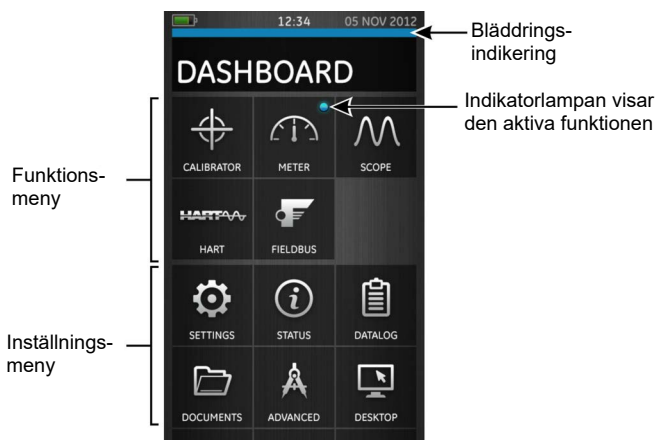 12:34 05 NOV 2012
Bläddrings-
indikering
DASHBOARD
Indikatorlampan visar
den aktiva funktionen
CALIBRATOR METER SCOPE
Funktions-
meny
HART
HART FIELDBUS
SETTINGS STATUS DATALOG
Inställnings-
meny
DOCUMENTS ADVANCED DESKTOP